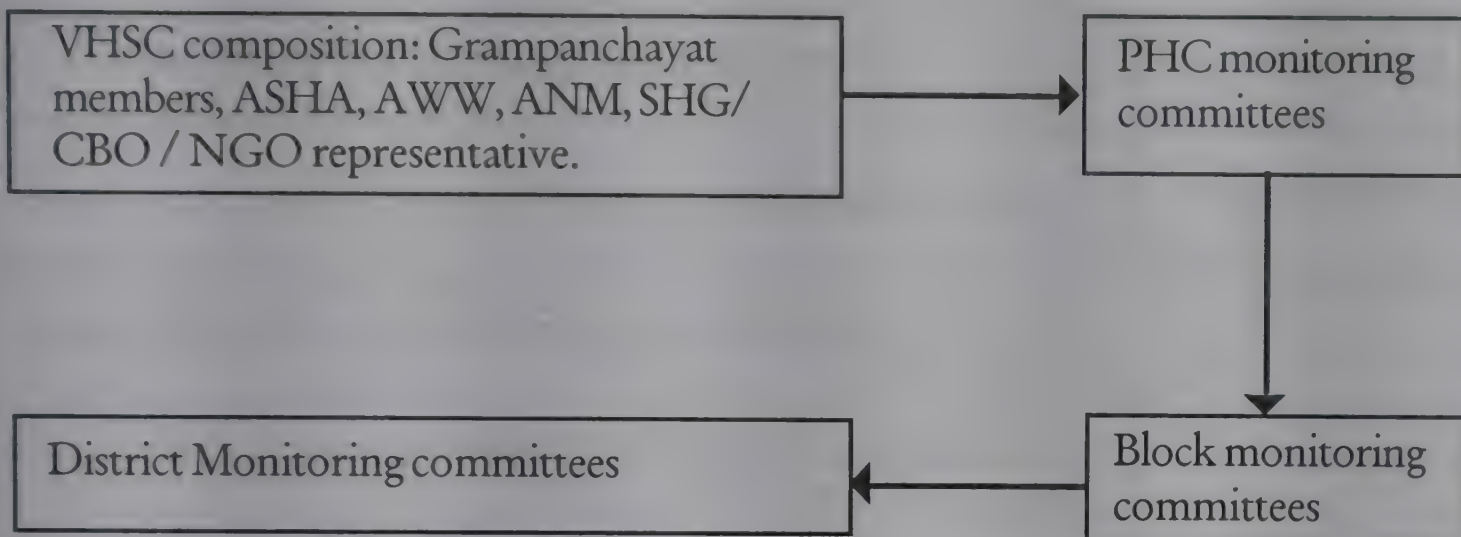 VHSC composition: Grampanchayat
members, ASHA, AWW, ANM, SHG/
CBO / NGO representative.
PHC monitoring
committees
Block monitoring
committees
District Monitoring committees